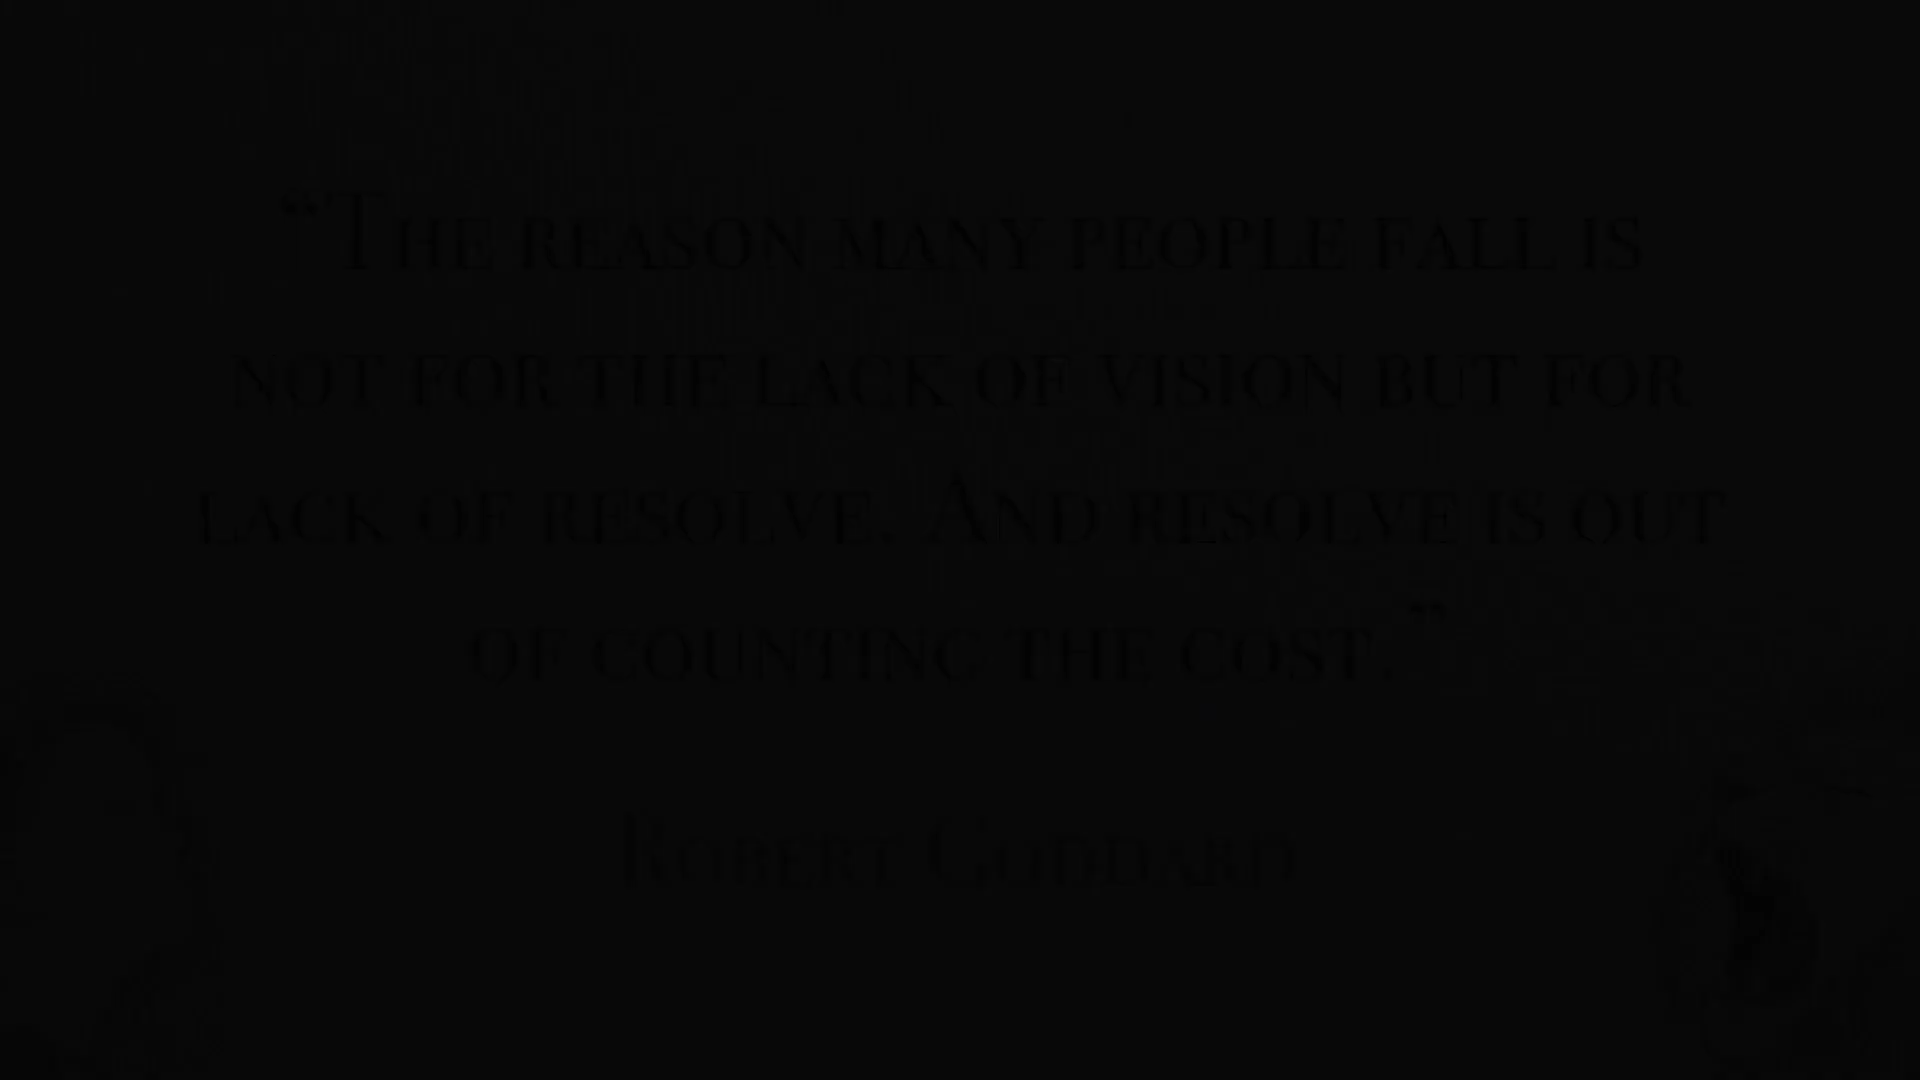 “The reason many people fall is
not for the lack of vision but for
lack of resolve. And resolve is out
of counting the cost.”
Robert Goddard